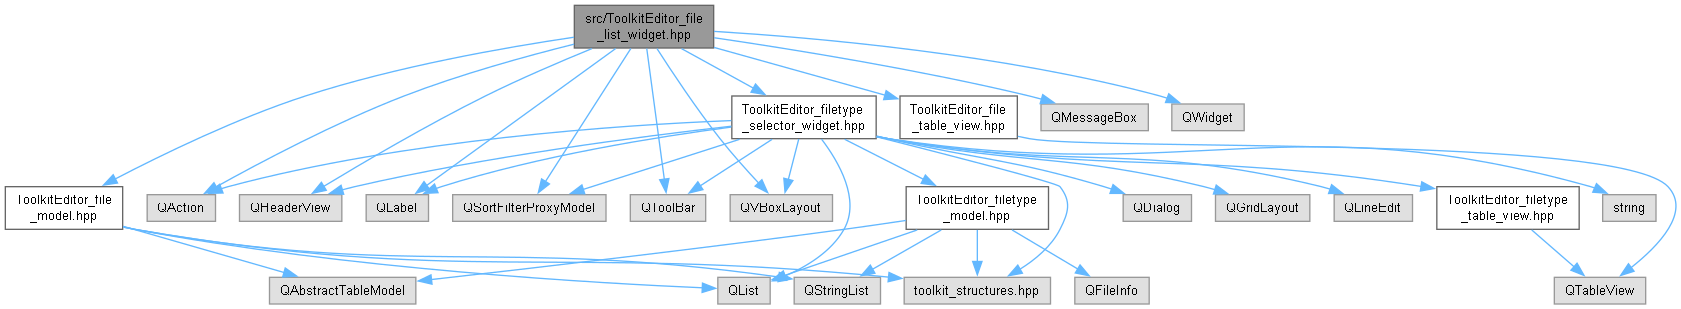 src/ToolkitEditor_file
_list_widget.hpp
ToolkitEditor_filetype
_selector_widget.hpp
ToolkitEditor_file
_table_view.hpp
QMessageBox
QWidget
ToolkitEditor_file
_model.hpp
QAction
QHeaderView
QLabel
QSortFilterProxyModel
QToolBar
QVBoxLayout
ToolkitEditor_filetype
_model.hpp
QDialog
QGridLayout
QLineEdit
ToolkitEditor_filetype
_table_view.hpp
string
QAbstractTableModel
QList
QStringList
toolkit_structures.hpp
QFileInfo
QTableView